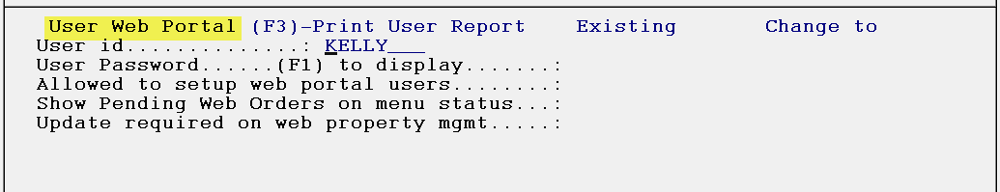 User Web Portal (F3)-Print User Report Existing Change to
User id..............: KELLY___
User Password......(F1) to display.......:
Allowed to setup web portal users........:
Show Pending Web Orders on menu status...:
Update required on web property mgmt.....: